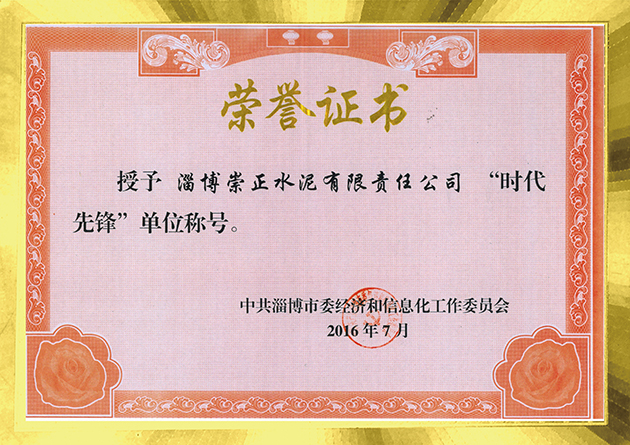 荣誉证书
授予 淄博崇正水泥有限责任公司 “时代
先锋”单位称号。
中共淄博市委经济和信息化工作委员会
2016年7月